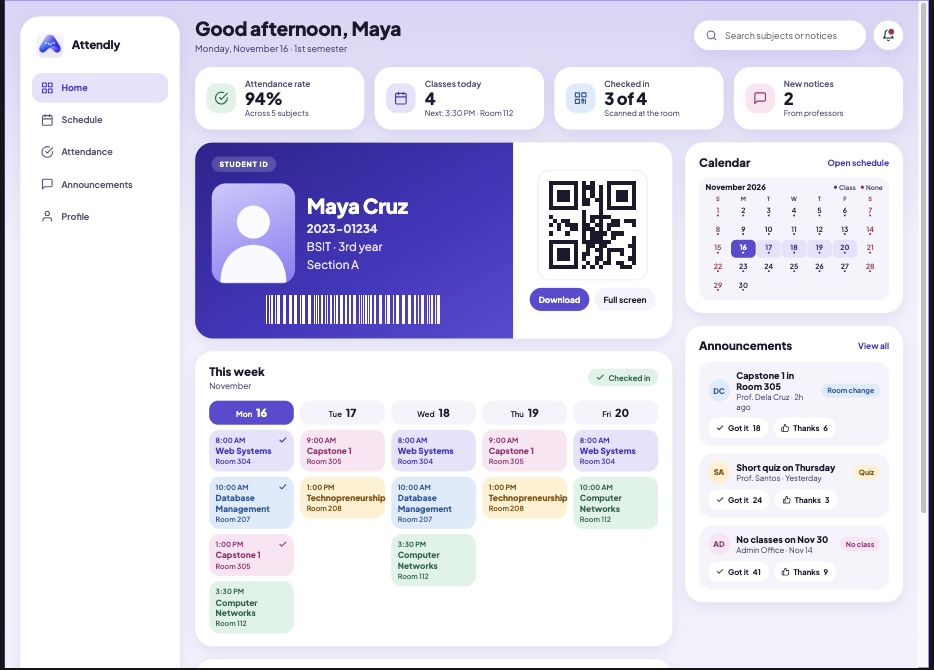 Attendly
Home
Schedule
Attendance
Announcements
Profile
Good afternoon, Maya
Monday, November 16 · 1st semester
Search subjects or notices
Attendance rate
94%
Across 5 subjects
Classes today
4
Next: 3:30 PM · Room 112
Checked in
3 of 4
Scanned at the room
New notices
2
From professors
STUDENT ID
Maya Cruz
2023-01234
BSIT · 3rd year
Section A
Download
Full screen
This week
November
Checked in
Mon 16
8:00 AM
Web Systems
Room 304
10:00 AM
Database
Management
Room 207
1:00 PM
Capstone 1
Room 305
3:30 PM
Computer
Networks
Room 112
Tue 17
9:00 AM
Capstone 1
Room 305
1:00 PM
Technopreneurship
Room 208
Wed 18
8:00 AM
Web Systems
Room 304
10:00 AM
Database
Management
Room 207
3:30 PM
Computer
Networks
Room 112
Thu 19
9:00 AM
Capstone 1
Room 305
1:00 PM
Technopreneurship
Room 208
Fri 20
8:00 AM
Web Systems
Room 304
10:00 AM
Computer
Networks
Room 112
Calendar
Open schedule
November 2026
Class
None
S M T W T F S
1 2 3 4 5 6 7
8 9 10 11 12 13 14
15 16 17 18 19 20 21
22 23 24 25 26 27 28
29 30
Announcements
View all
DC
Capstone 1 in
Room 305
Prof. Dela Cruz · 2h
ago
Room change
Got it 18
Thanks 6
SA
Short quiz on Thursday
Prof. Santos · Yesterday
Quiz
Got it 24
Thanks 3
AD
No classes on Nov 30
Admin Office · Nov 14
No class
Got it 41
Thanks 9